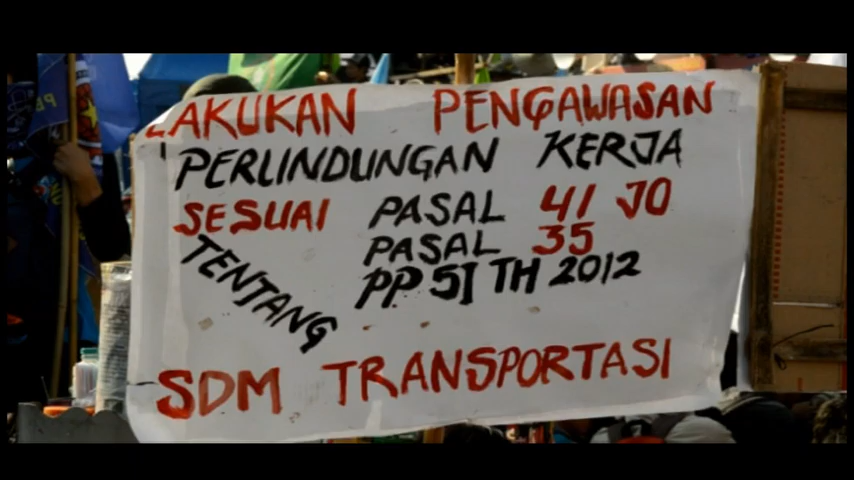 LAKUKAN PENGAWASAN
PERLINDUNGAN KERJA
SESUAI PASAL 41 JO
PASAL 35
TENTANG PP 51 TH 2012
SDM TRANSPORTASI